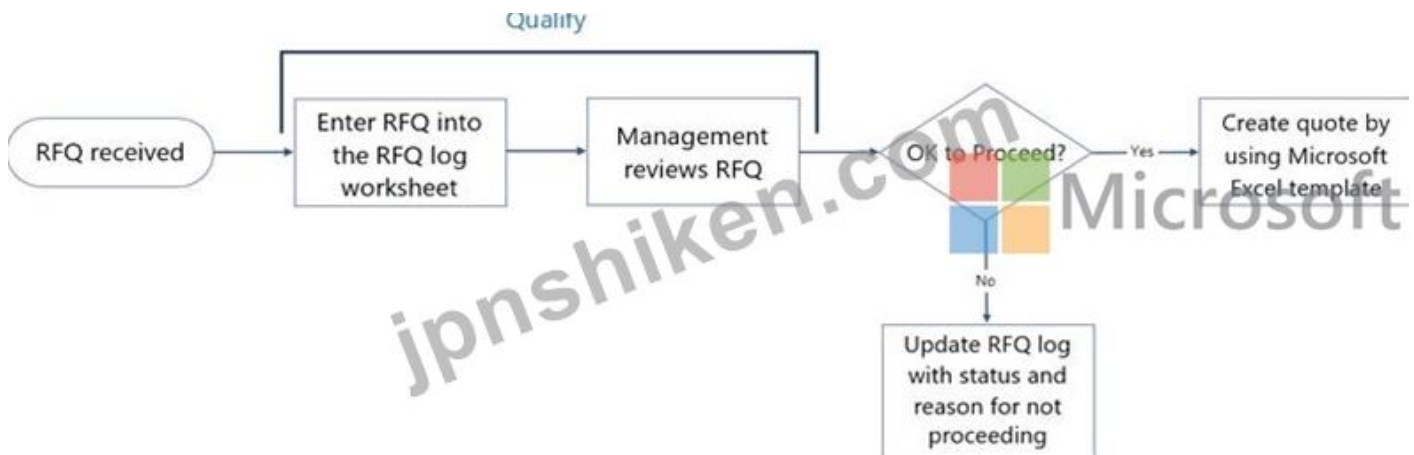 Qualify
RFQ received
Enter RFQ into
the RFQ log
worksheet
Management
reviews RFQ
OK to Proceed?
Yes
Create quote by
using Microsoft
Excel template
No
Update RFQ log
with status and
reason for not
proceeding
Microsoft
jpnshiken.com